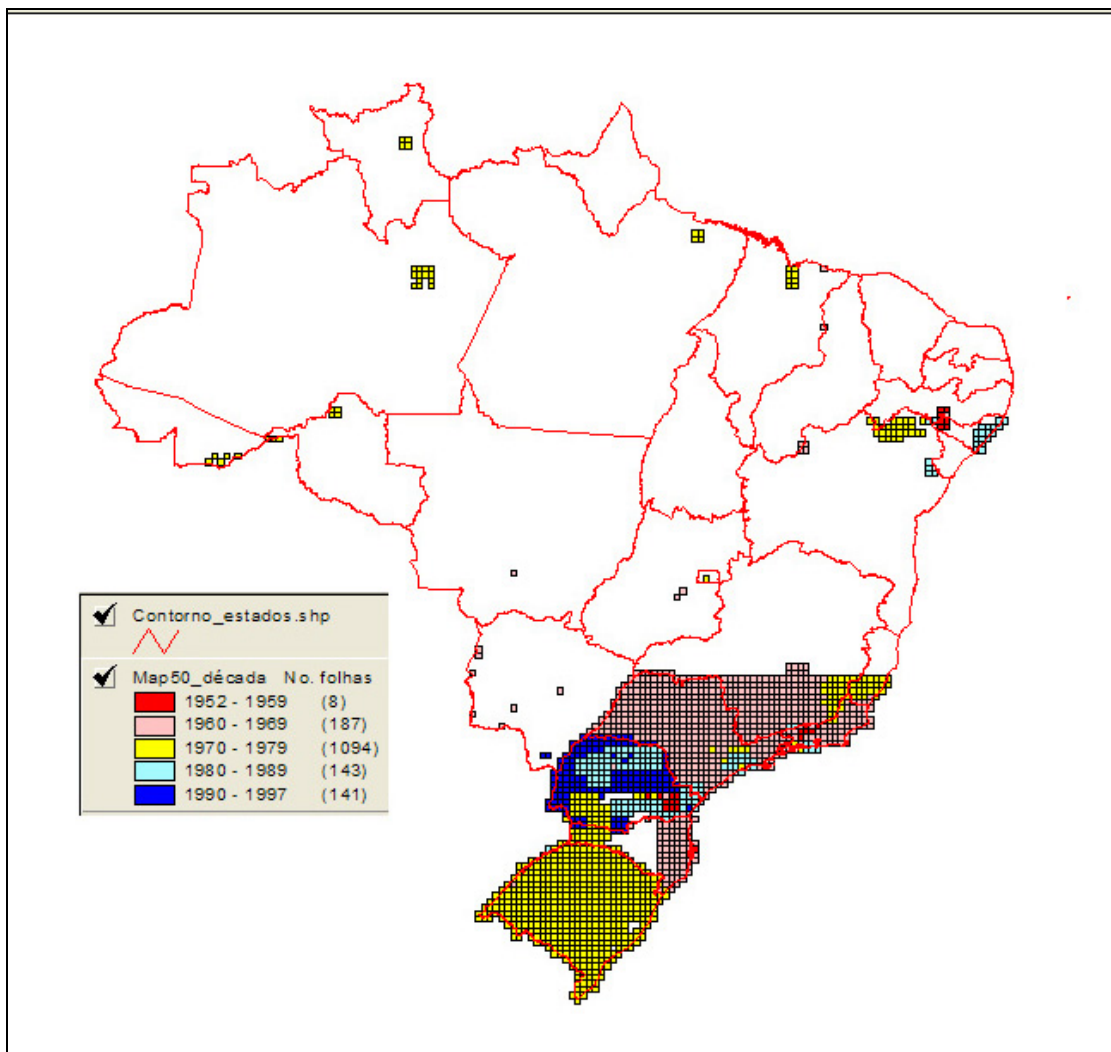 Contorno_estados.shp
Map50_década No. folhas
1952 - 1959 (8)
1960 - 1969 (187)
1970 - 1979 (1094)
1980 - 1989 (143)
1990 - 1997 (141)